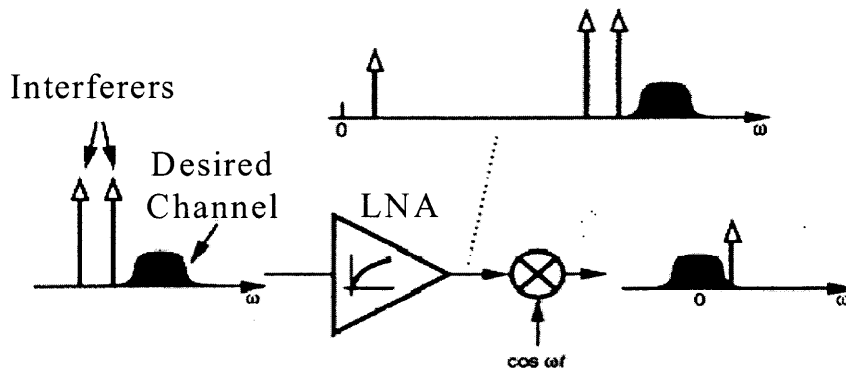 Interferers
Desired
Channel
LNA
0
ω
ω
cos ωt
0
ω